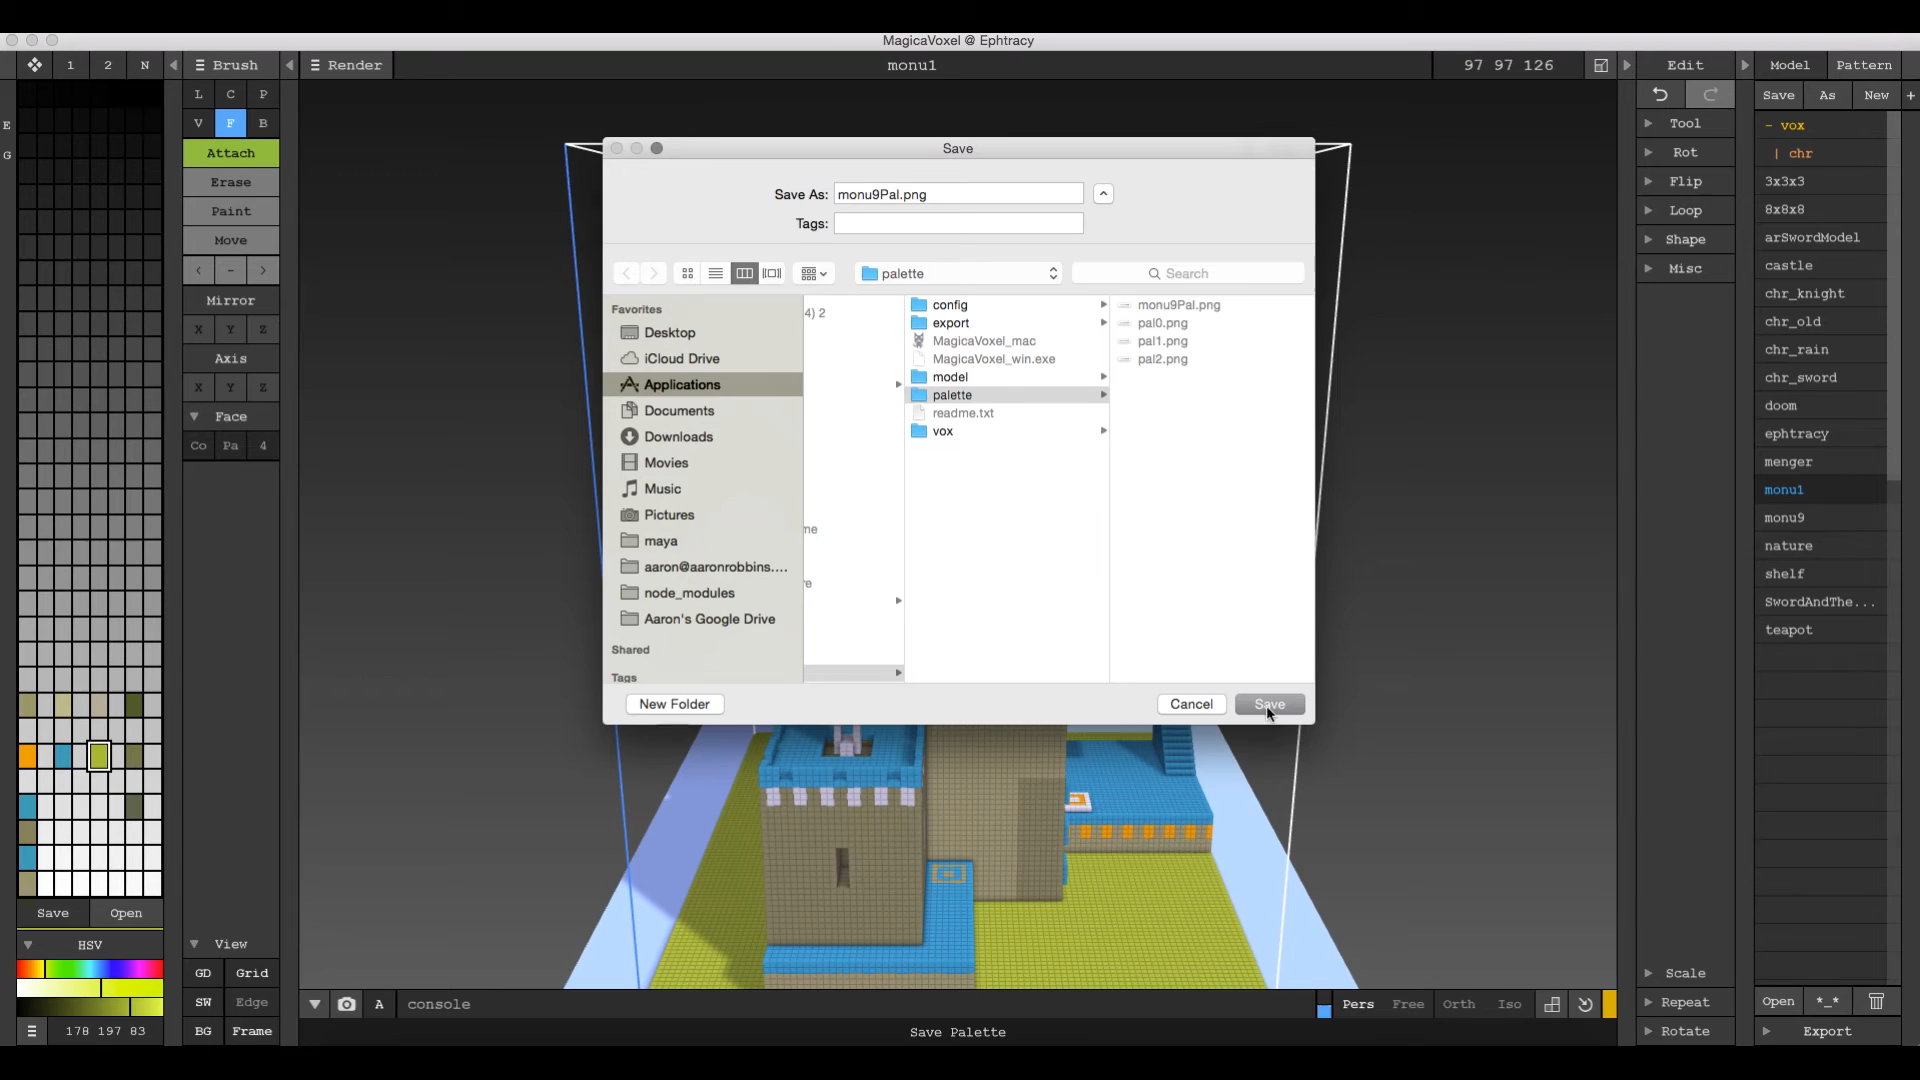 MagicaVoxel @ Ephtracy
1 2 N Brush Render monu1 97 97 126 Edit Model Pattern
L C P Save As New +
V F B
E
G
Attach
Erase
Paint
Move
< - >
Mirror
X Y Z
Axis
X Y Z
Face
Co Pa 4
Save Open
HSV
178 197 83
View
GD Grid
SW Edge
BG Frame
Save
Save As: monu9Pal.png
Tags:
palette Search
Favorites
Desktop
iCloud Drive
Applications
Documents
Downloads
Movies
Music
Pictures
maya
aaron@aaronrobbins....
node_modules
Aaron's Google Drive
Shared
Tags
4) 2
config
export
MagicaVoxel_mac
MagicaVoxel_win.exe
model
palette
readme.txt
vox
monu9Pal.png
pal0.png
pal1.png
pal2.png
New Folder Cancel Save
A console Pers Free Orth Iso
Save Palette
Tool
Rot
Flip
Loop
Shape
Misc
Scale
Repeat
Rotate
- vox
| chr
3x3x3
8x8x8
arSwordModel
castle
chr_knight
chr_old
chr_rain
chr_sword
doom
ephtracy
menger
monu1
monu9
nature
shelf
SwordAndThe...
teapot
Open *_*
Export